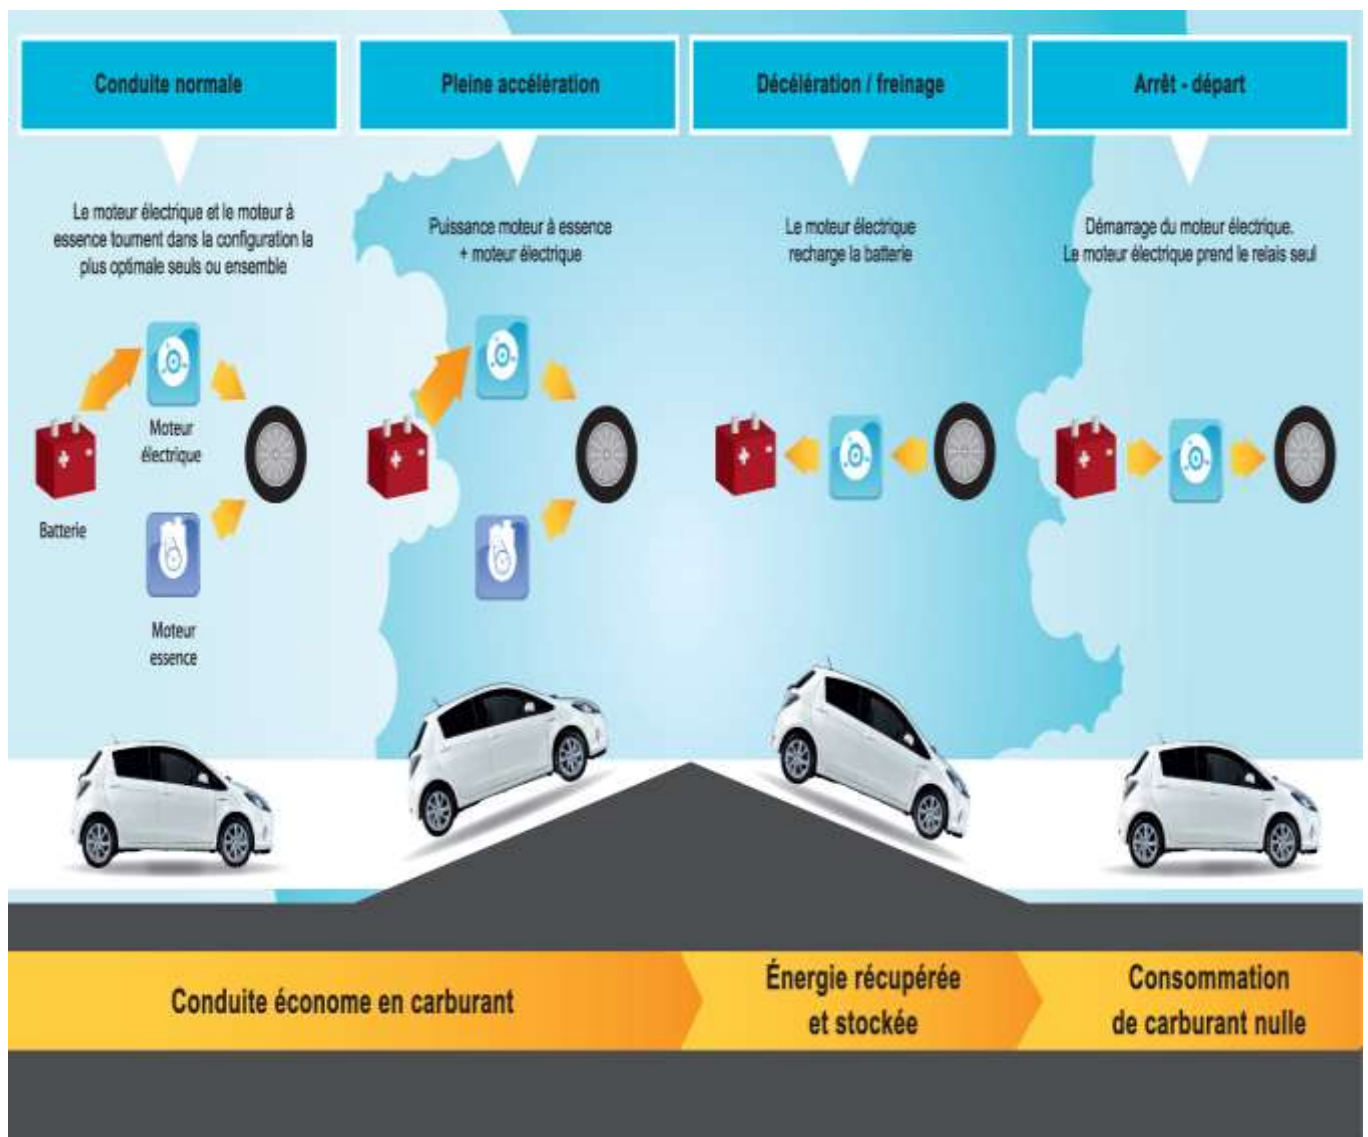 Conduite normale
Pleine accélération
Décélération / freinage
Arrêt - départ
Le moteur électrique et le moteur à
essence tournent dans la configuration la
plus optimale seuls ou ensemble
Puissance moteur à essence
+ moteur électrique
Le moteur électrique
recharge la batterie
Démarrage du moteur électrique.
Le moteur électrique prend le relais seul
Moteur
électrique
Batterie
Moteur
essence
Conduite économe en carburant
Énergie récupérée
et stockée
Consommation
de carburant nulle